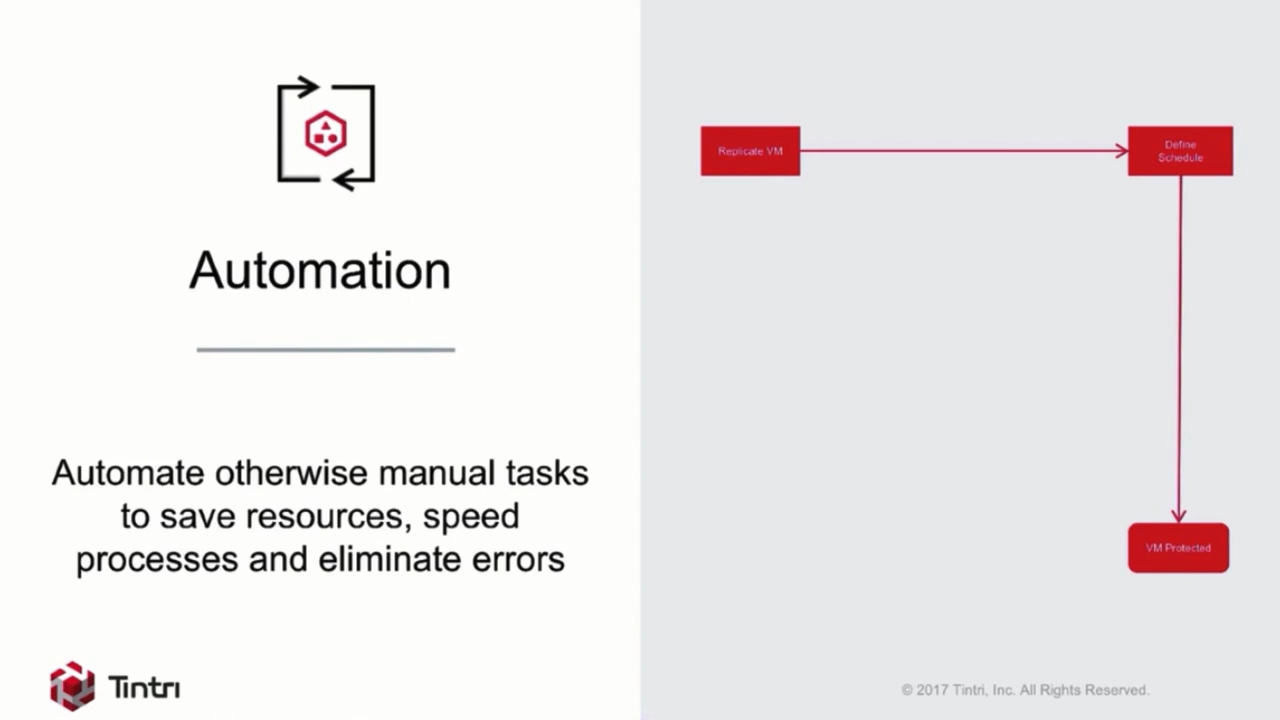 Automation
Automate otherwise manual tasks
to save resources, speed
processes and eliminate errors
Tintri
Replicate VM
Define
Schedule
VM Protected
© 2017 Tintri, Inc. All Rights Reserved.